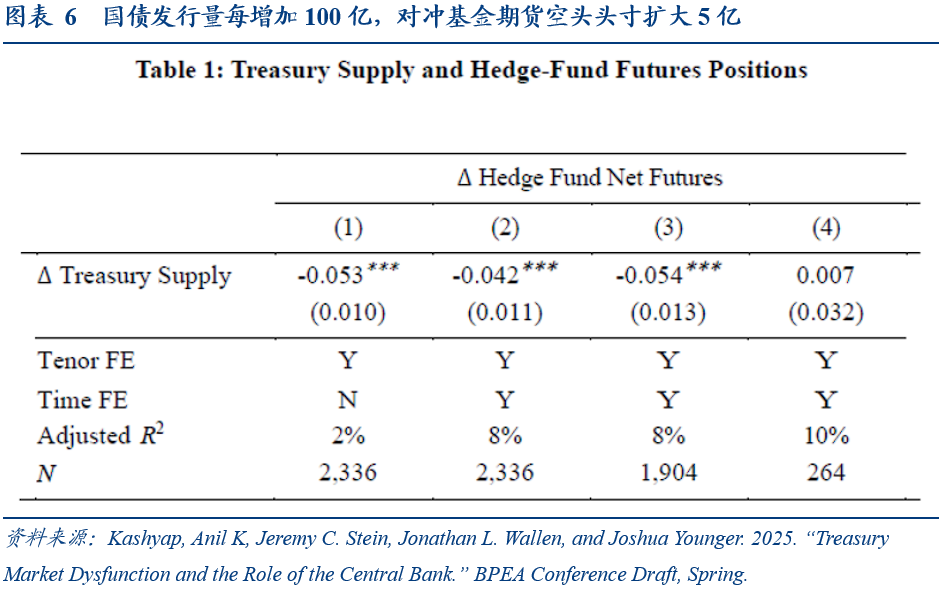 图表 6 国债发行量每增加 100 亿，对冲基金期货空头头寸扩大 5 亿
Table 1: Treasury Supply and Hedge-Fund Futures Positions
Δ Hedge Fund Net Futures
(1) (2) (3) (4)
Δ Treasury Supply -0.053*** -0.042*** -0.054*** 0.007
(0.010) (0.011) (0.013) (0.032)
Tenor FE Y Y Y Y
Time FE N Y Y Y
Adjusted R² 2% 8% 8% 10%
N 2,336 2,336 1,904 264
资料来源：Kashyap, Anil K, Jeremy C. Stein, Jonathan L. Wallen, and Joshua Younger. 2025. “Treasury
Market Dysfunction and the Role of the Central Bank.” BPEA Conference Draft, Spring.